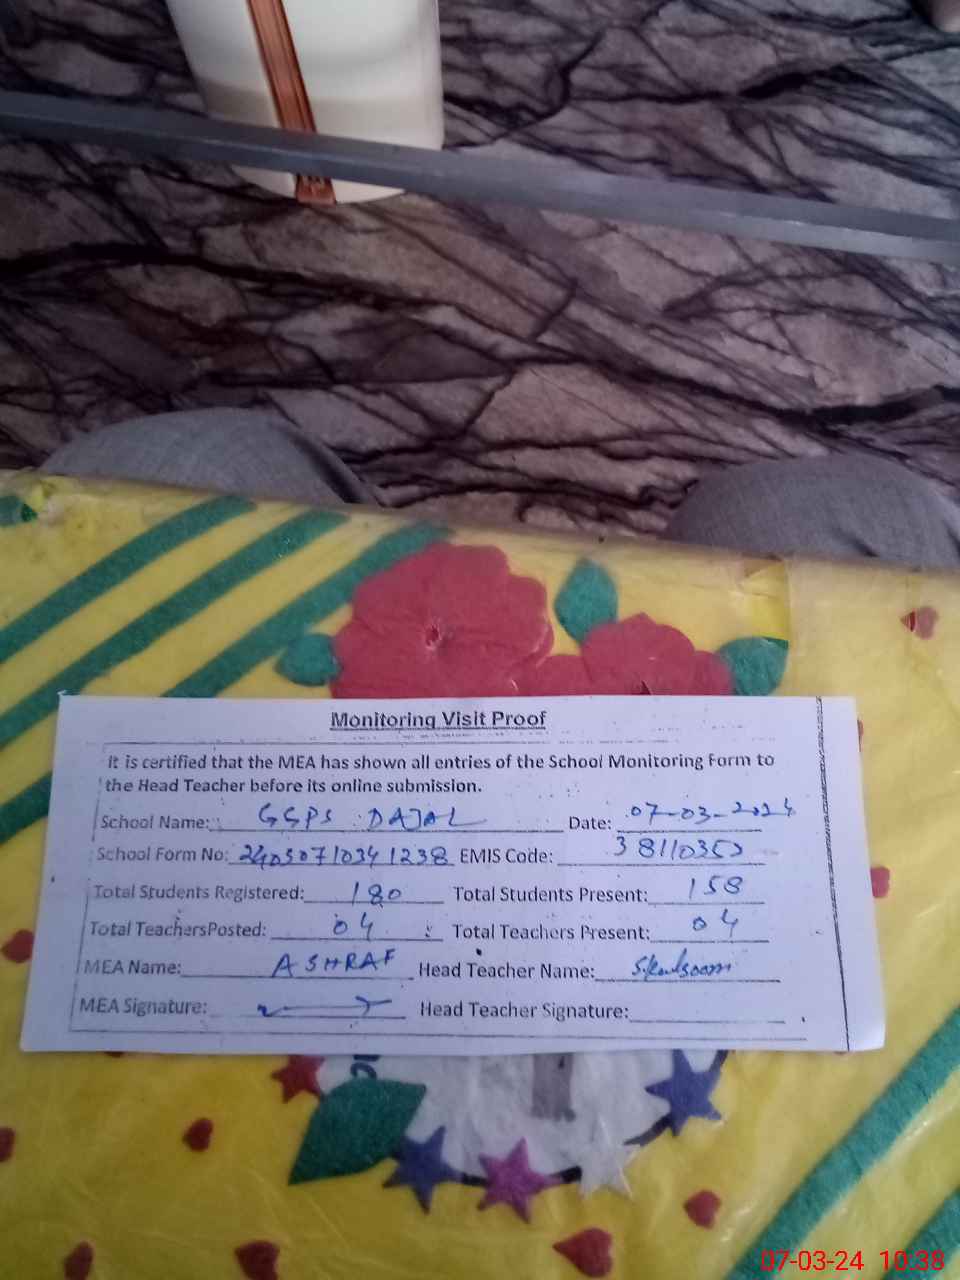 Monitoring Visit Proof
It is certified that the MEA has shown all entries of the School Monitoring Form to
the Head Teacher before its online submission.
School Name: GGPS DAJAL Date: 07-03-2024
School Form No: 2403071034 1238 EMIS Code: 38110350
Total Students Registered: 180 Total Students Present: 158
Total TeachersPosted: 04 Total Teachers Present: 04
MEA Name: ASHRAF Head Teacher Name: S.Kulsoom
MEA Signature: Head Teacher Signature:
07-03-24 10:38